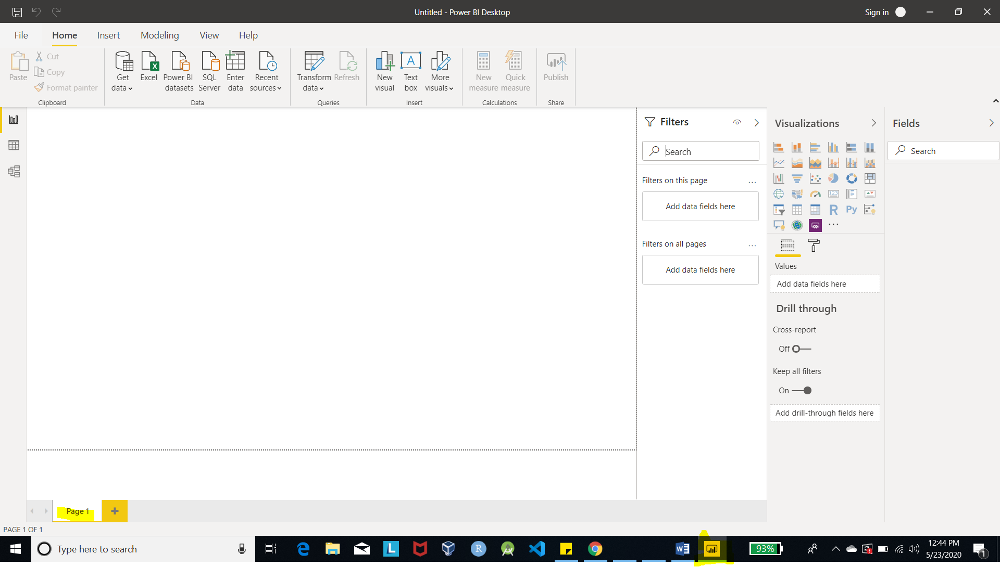 Untitled - Power BI Desktop
Sign in
File Home Insert Modeling View Help
Paste
Cut
Copy
Format painter
Clipboard
Get data
Excel
Power BI datasets
SQL Server
Enter data
Recent sources
Data
Transform data
Refresh
Queries
New visual
Text box
More visuals
Insert
New measure
Quick measure
Calculations
Publish
Share
Filters
Search
Filters on this page
...
Add data fields here
Filters on all pages
...
Add data fields here
Visualizations
123
R
Py
...
Values
Add data fields here
Drill through
Cross-report
Off
Keep all filters
On
Add drill-through fields here
Fields
Search
Page 1
PAGE 1 OF 1
Type here to search
93%
12:44 PM
5/23/2020
1